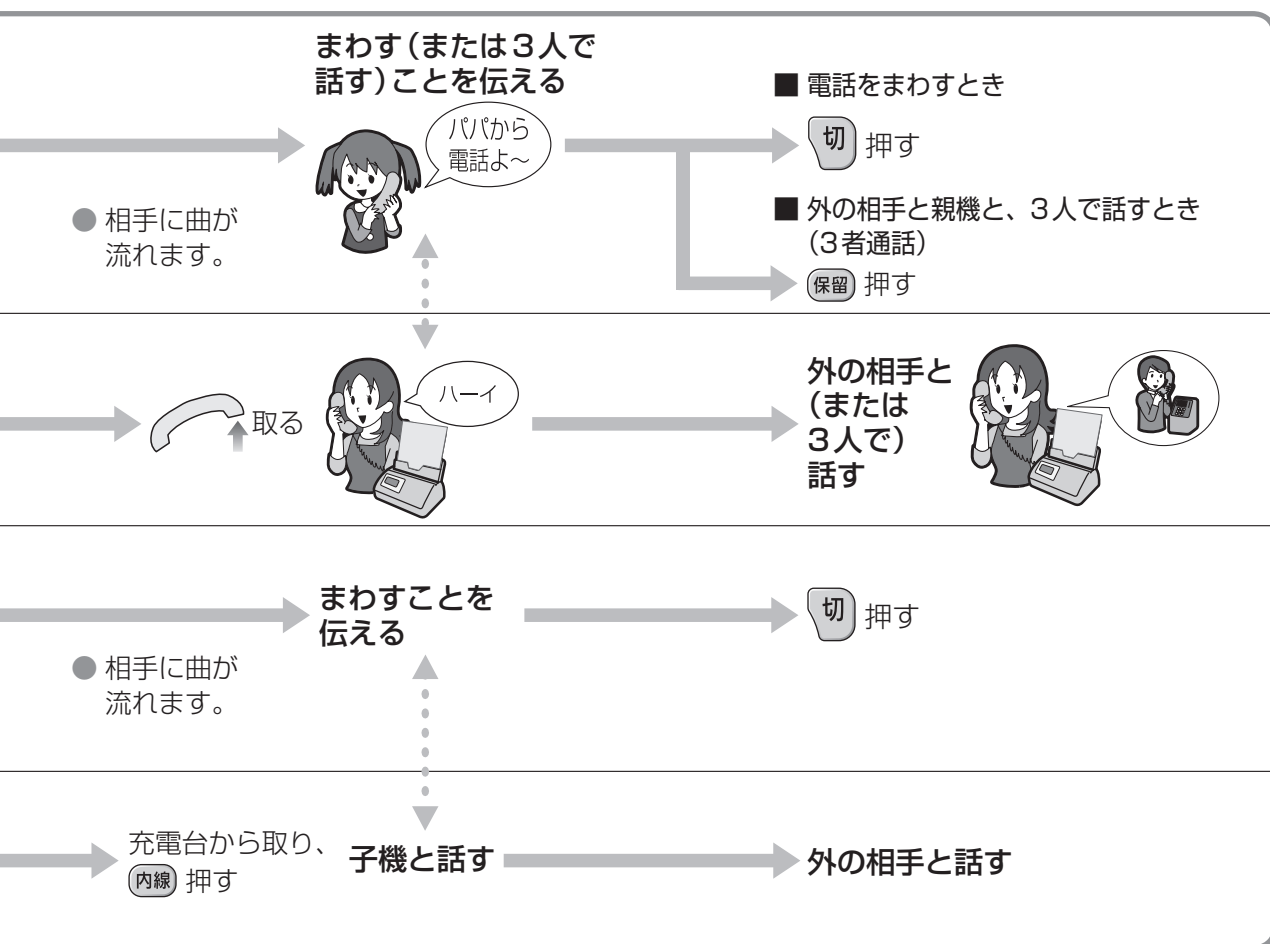 まわす（または３人で
話す）ことを伝える
パパから
電話よ～
● 相手に曲が
流れます。
■ 電話をまわすとき
切 押す
■ 外の相手と親機と、３人で話すとき
（３者通話）
保留 押す
取る
ハーイ
外の相手と
（または
３人で）
話す
● 相手に曲が
流れます。
まわすことを
伝える
切 押す
充電台から取り、
内線 押す
子機と話す
外の相手と話す